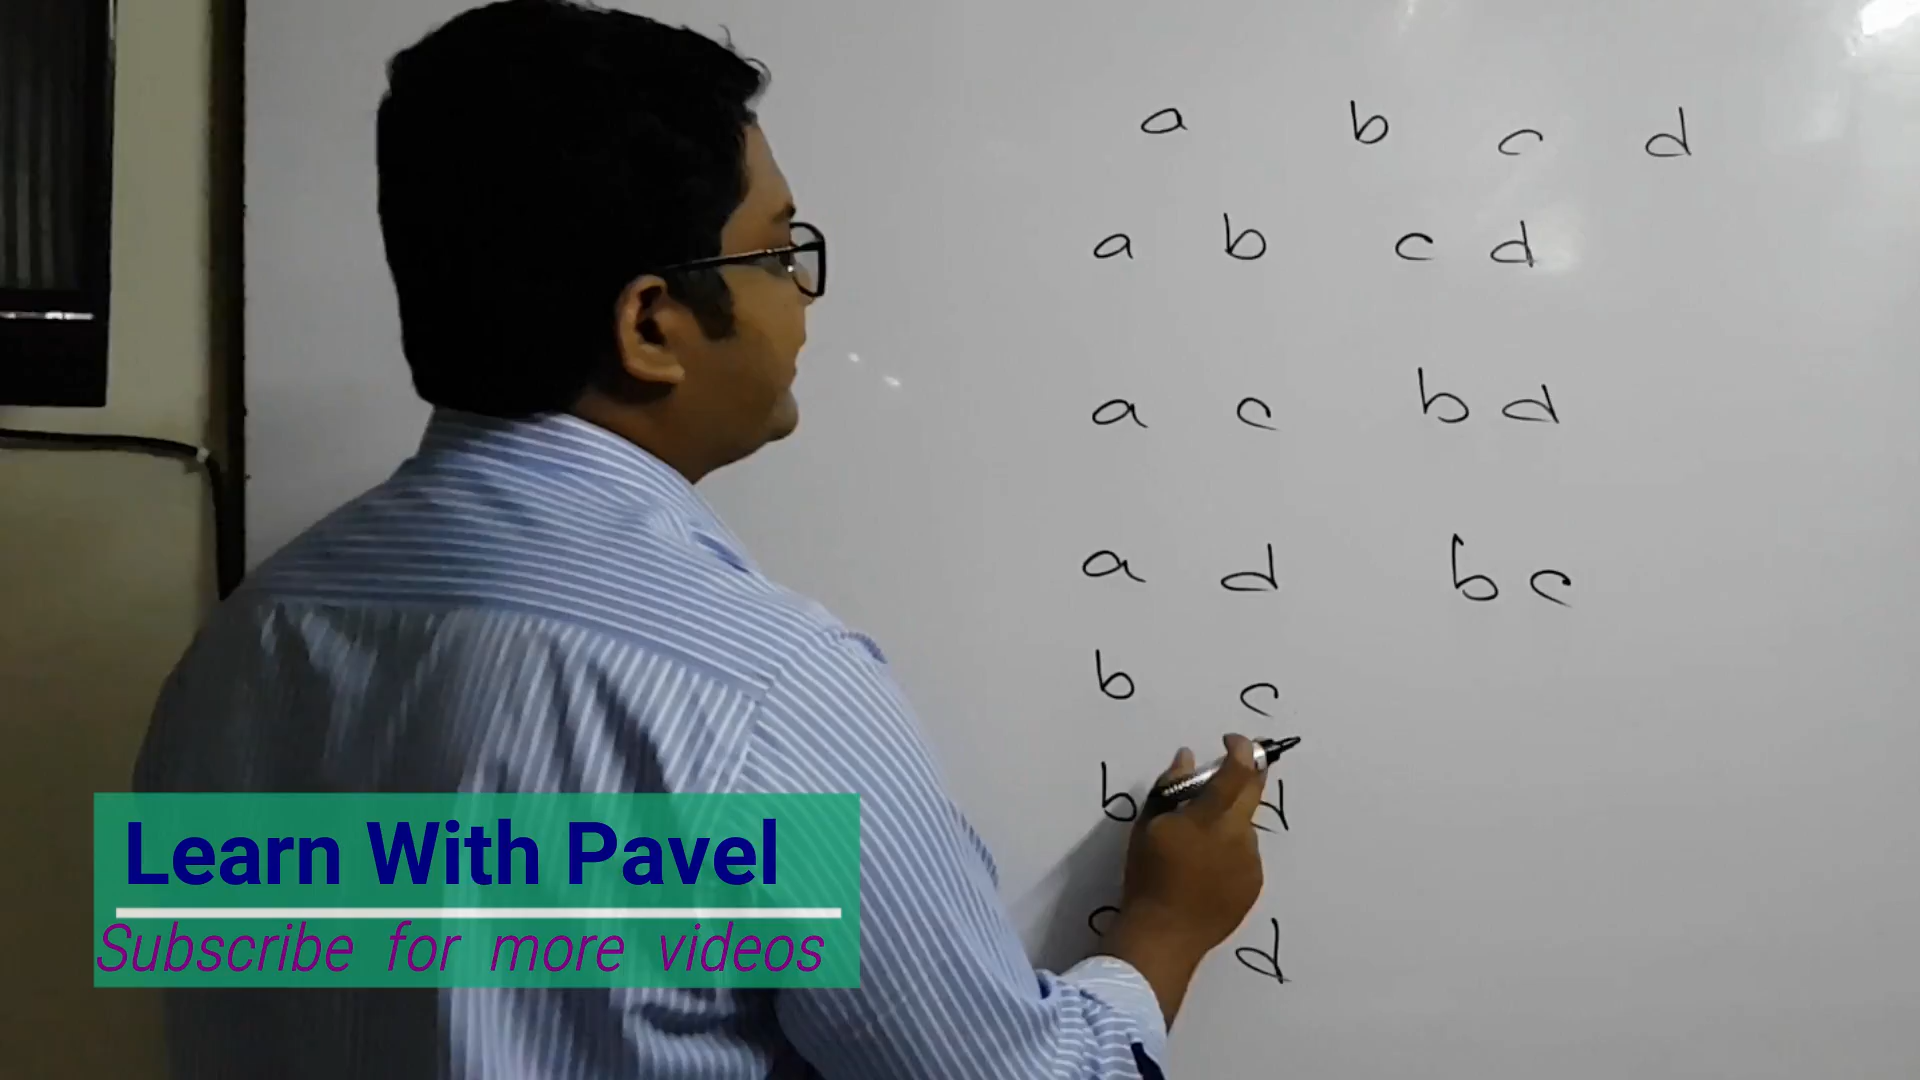 a b c d
a b c d
a c b d
a d b c
b c
b d
d
Learn With Pavel
Subscribe for more videos